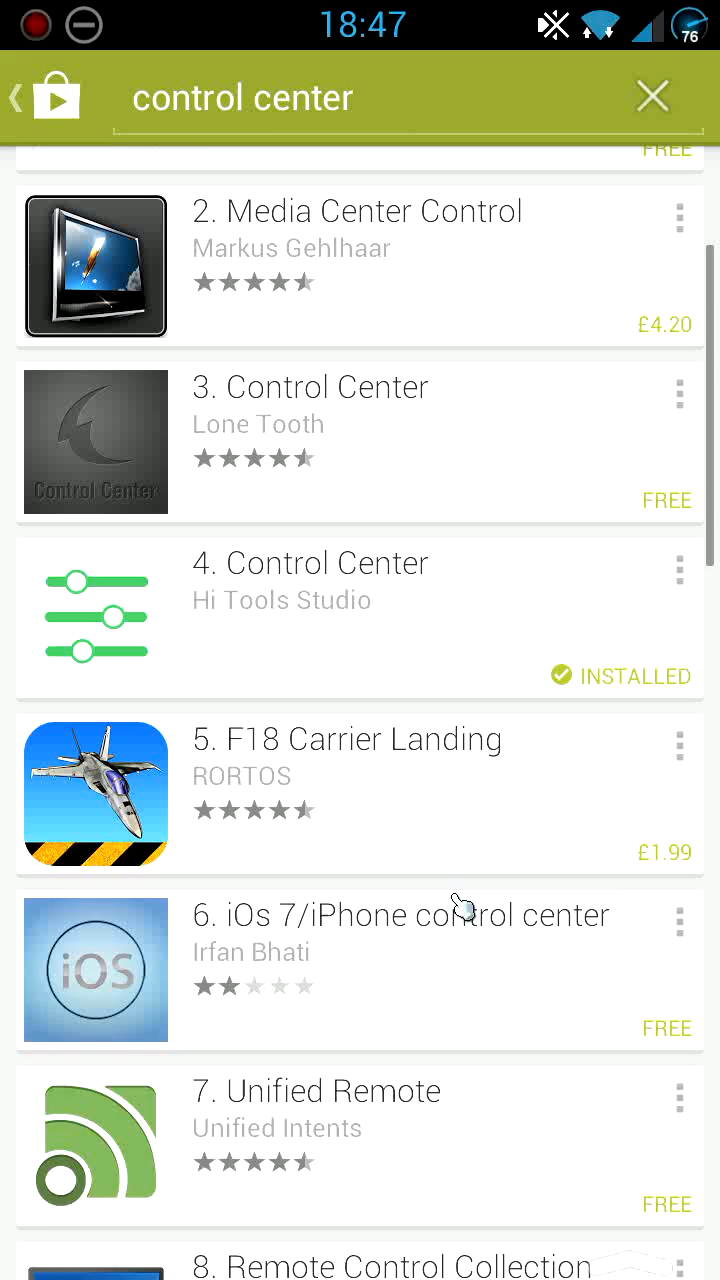 18:47
76
control center
FREE
2. Media Center Control
Markus Gehlhaar
£4.20
3. Control Center
Lone Tooth
Control Center
FREE
4. Control Center
Hi Tools Studio
INSTALLED
5. F18 Carrier Landing
RORTOS
£1.99
6. iOs 7/iPhone control center
Irfan Bhati
iOS
FREE
7. Unified Remote
Unified Intents
FREE
8. Remote Control Collection